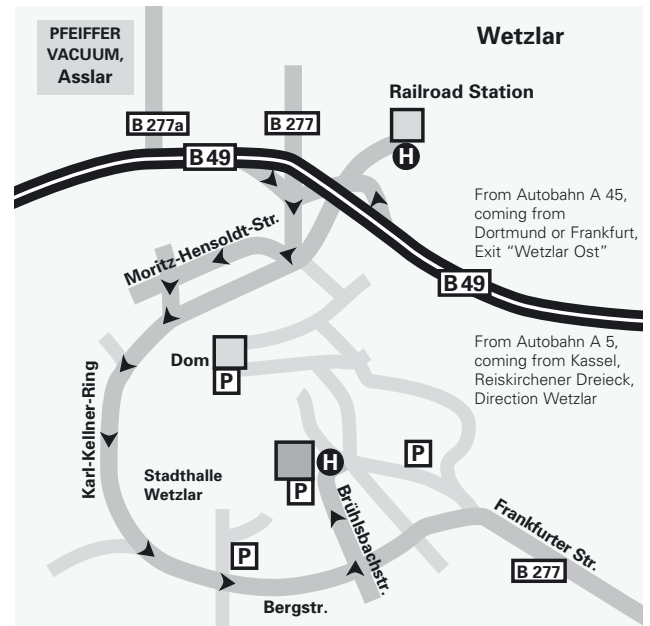 PFEIFFER
VACUUM,
Asslar
Wetzlar
Railroad Station
B 277a
B 277
B 49
H
From Autobahn A 45,
coming from
Dortmund or Frankfurt,
Exit “Wetzlar Ost”
Moritz-Hensoldt-Str.
B 49
From Autobahn A 5,
coming from Kassel,
Reiskirchener Dreieck,
Direction Wetzlar
Dom
P
Karl-Kellner-Ring
Stadthalle
Wetzlar
H
P
P
Brühlsbachstr.
Frankfurter Str.
P
B 277
Bergstr.